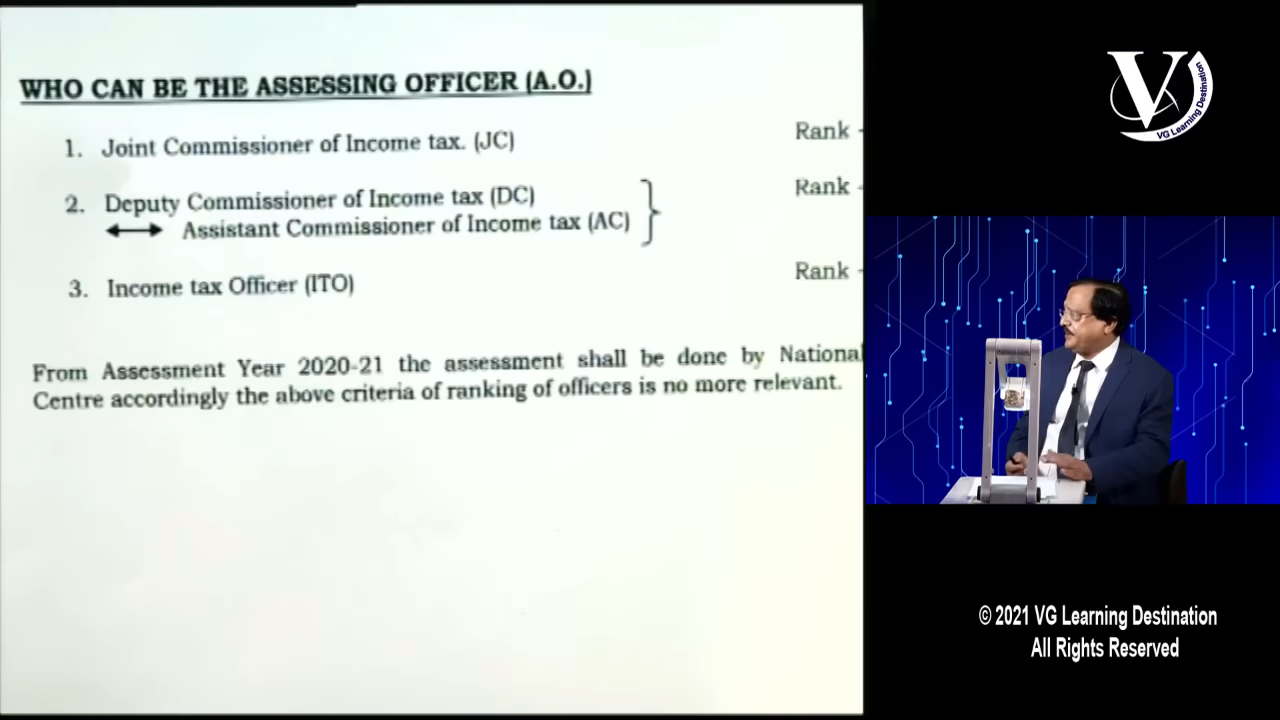 WHO CAN BE THE ASSESSING OFFICER (A.O.)
1. Joint Commissioner of Income tax. (JC) Rank -
2. Deputy Commissioner of Income tax (DC) Rank -
Assistant Commissioner of Income tax (AC)
3. Income tax Officer (ITO) Rank -
From Assessment Year 2020-21 the assessment shall be done by National
Centre accordingly the above criteria of ranking of officers is no more relevant.
V
VG Learning Destination
© 2021 VG Learning Destination
All Rights Reserved